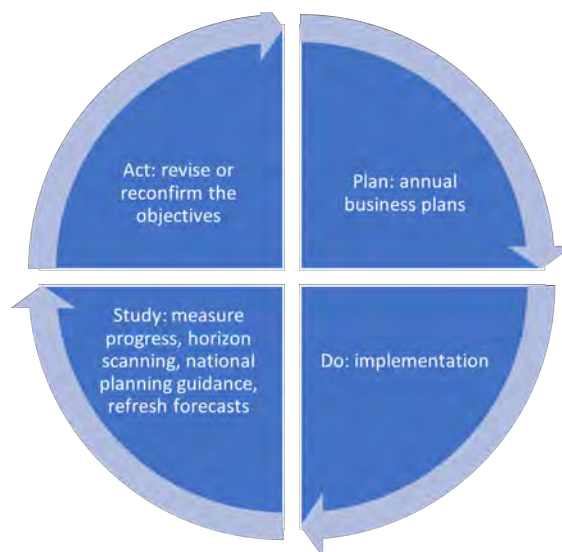 Act: revise or
reconfirm the
objectives
Plan: annual
business plans
Study: measure
progress, horizon
scanning, national
planning guidance,
refresh forecasts
Do: implementation